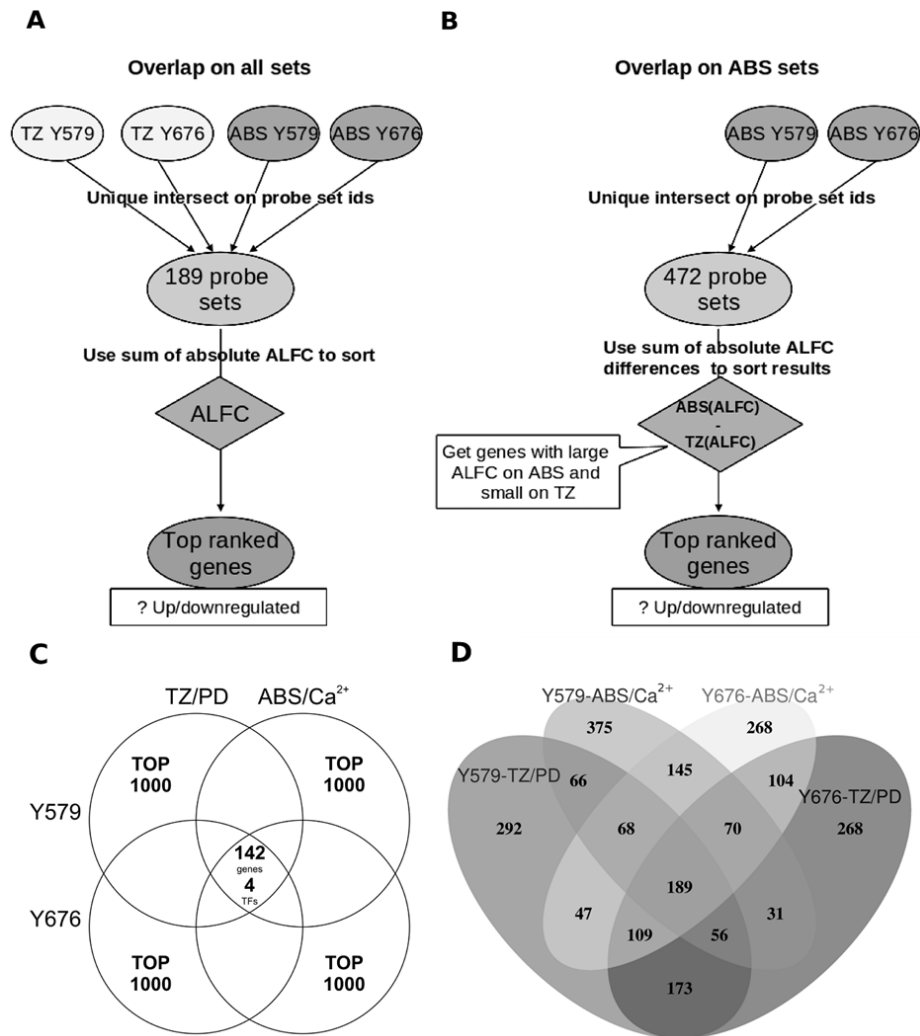 A
Overlap on all sets
TZ Y579
TZ Y676
ABS Y579
ABS Y676
Unique intersect on probe set ids
189 probe
sets
Use sum of absolute ALFC to sort
ALFC
Top ranked
genes
? Up/downregulated
B
Overlap on ABS sets
ABS Y579
ABS Y676
Unique intersect on probe set ids
472 probe
sets
Use sum of absolute ALFC
differences to sort results
ABS(ALFC)
-
TZ(ALFC)
Get genes with large
ALFC on ABS and
small on TZ
Top ranked
genes
? Up/downregulated
C
TZ/PD
ABS/Ca²⁺
Y579
Y676
TOP
1000
TOP
1000
142
genes
4
TFs
TOP
1000
TOP
1000
D
Y579-ABS/Ca²⁺
Y676-ABS/Ca²⁺
Y579-TZ/PD
Y676-TZ/PD
375
268
66
145
104
292
68
70
268
189
47
109
56
31
173